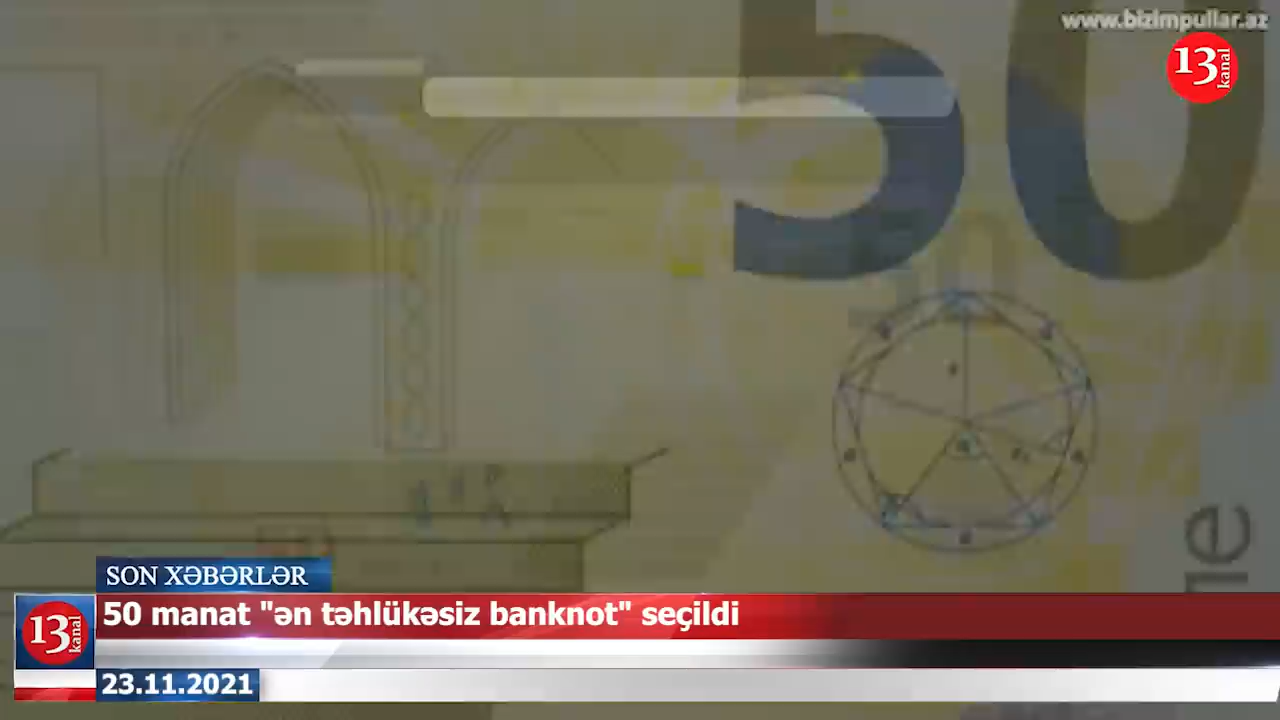 www.bizimpullar.az
13 kanal
50
SON XƏBƏRLƏR
50 manat "ən təhlükəsiz banknot" seçildi
13 kanal
23.11.2021